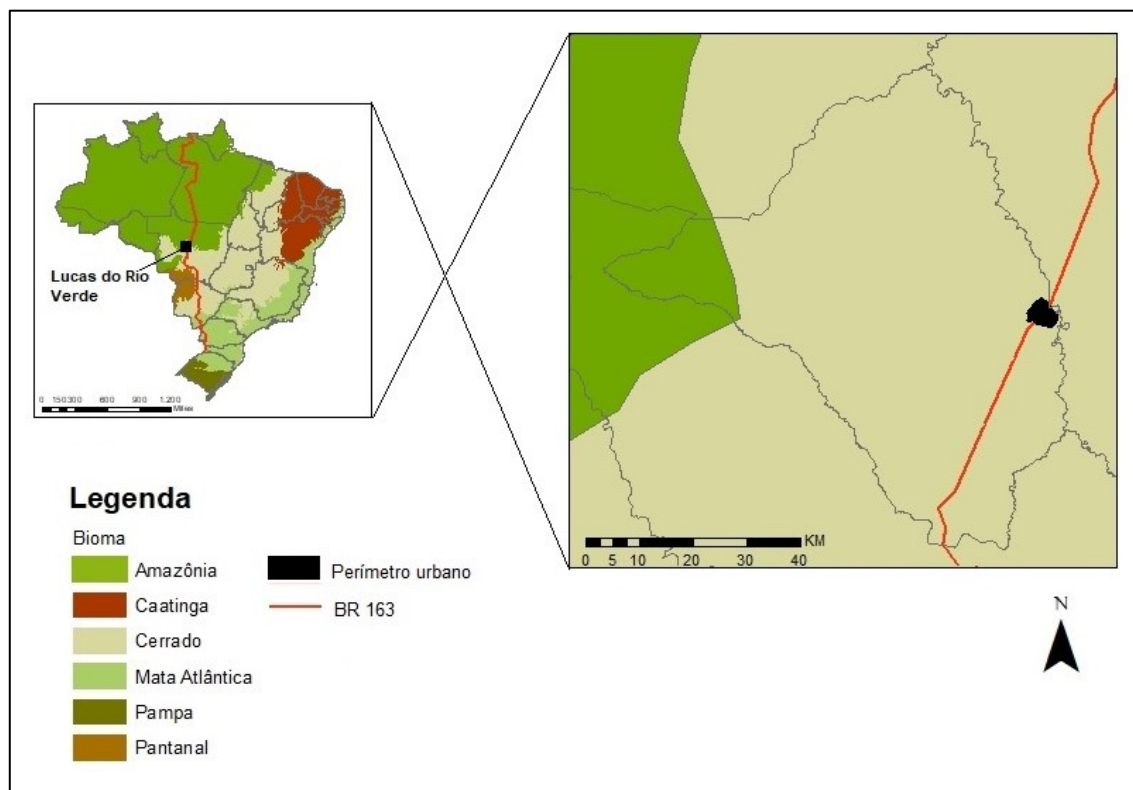 Lucas do Rio
Verde
0 150300 600 900 1.200
Miles
KM
0 5 10 20 30 40
N
Legenda
Bioma
Amazônia
Caatinga
Cerrado
Mata Atlântica
Pampa
Pantanal
Perímetro urbano
BR 163